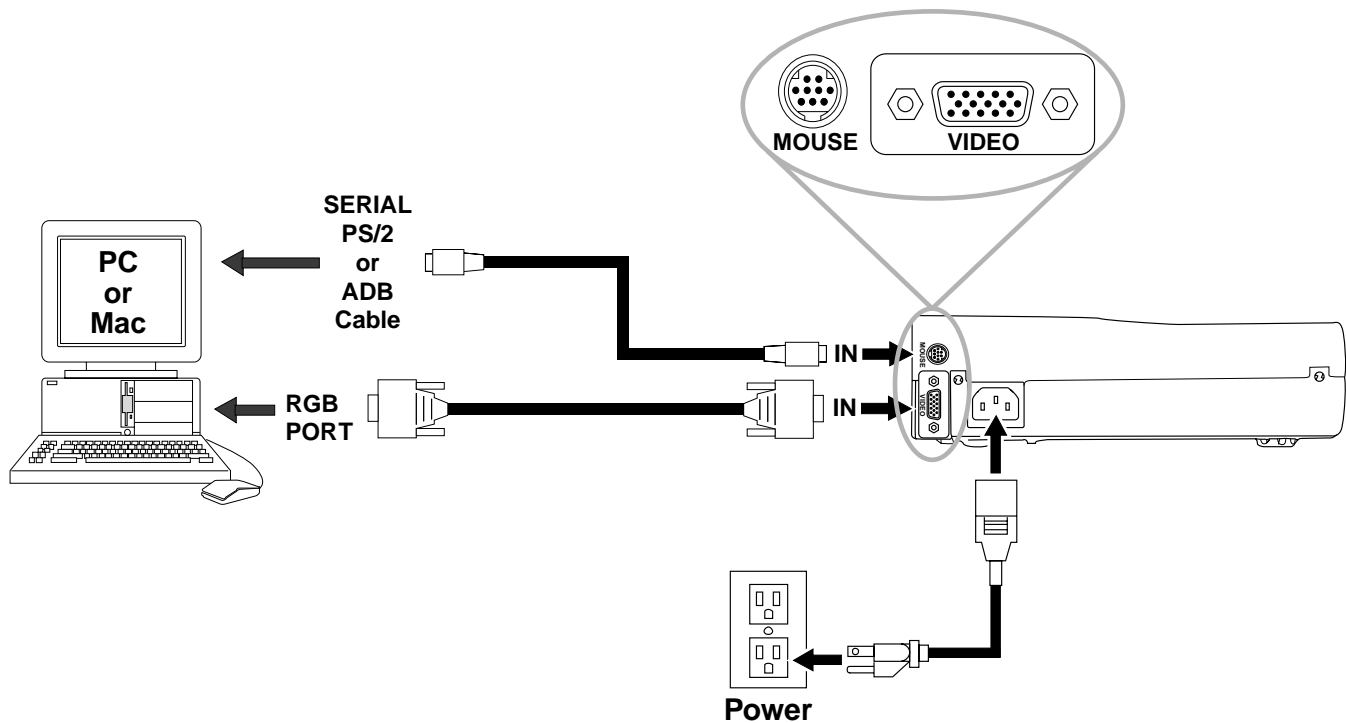 MOUSE
VIDEO
SERIAL
PS/2
or
ADB
Cable
PC
or
Mac
IN
MOUSE
RGB
PORT
IN
VIDEO
Power